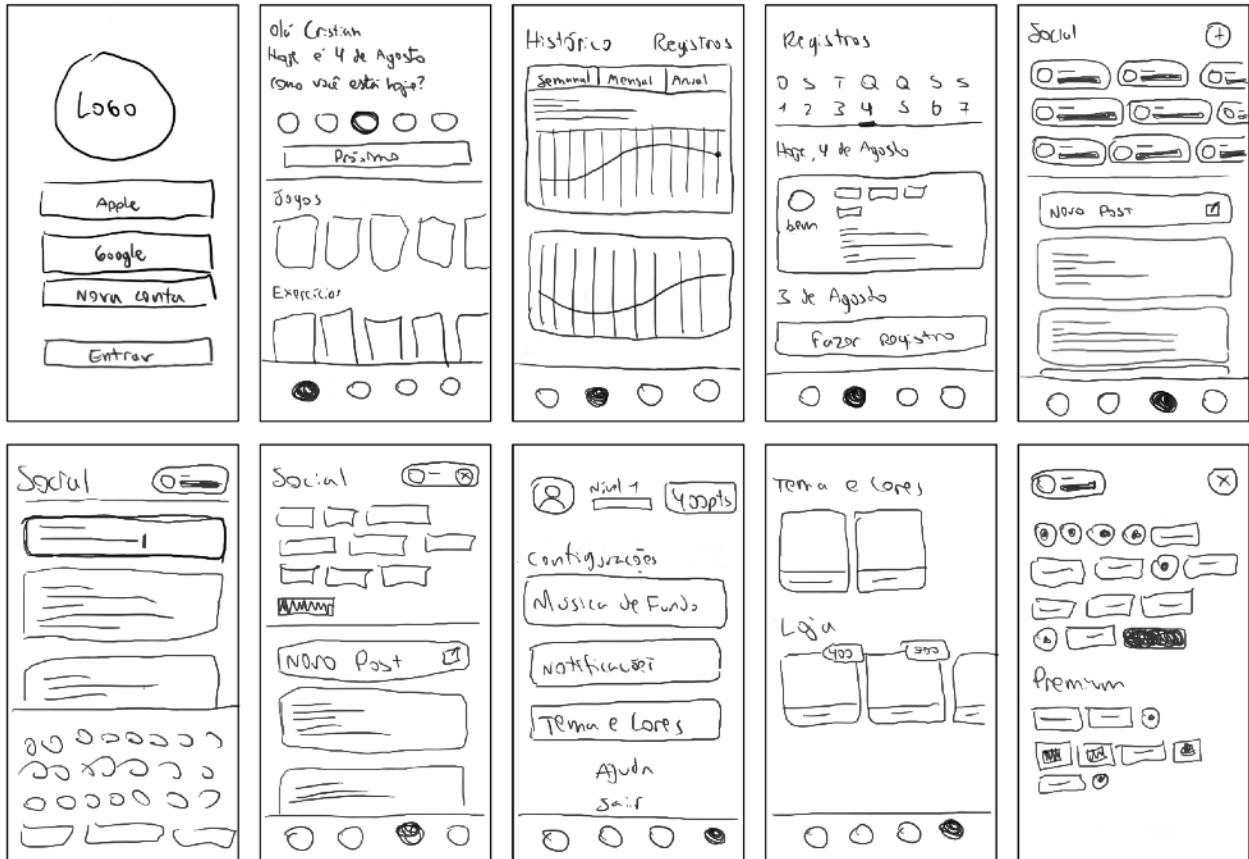 LOGO
Apple
Google
Nova conta
Entrar
Olá Cristian
Hoje é 4 de Agosto
como você está hoje?
Próximo
Jogos
Exercícios
Histórico Registros
Semanal Mensal Anual
Registros
D S T Q Q S S
1 2 3 4 5 6 7
Hoje, 4 de Agosto
bem
3 de Agosto
Fazer registro
Social
+
Novo Post
Social
Social
Novo Post
Nível 1
400pts
Configurações
Música de Fundo
Notificações
Tema e Cores
Ajuda
Sair
Tema e Cores
Loja
400
Premium